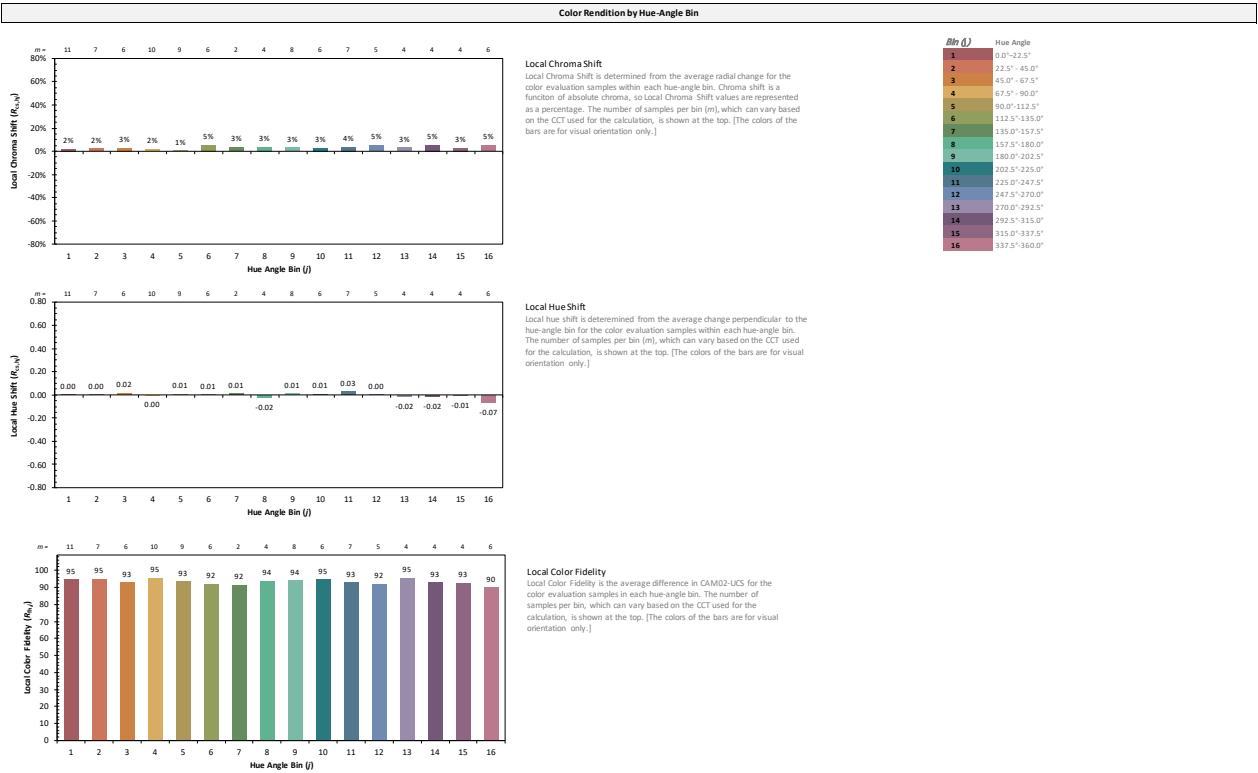 Color Rendition by Hue-Angle Bin
m = 11 7 6 10 9 6 2 4 8 6 7 5 4 4 4 6
80%
60%
40%
20%
0%
-20%
-40%
-60%
-80%
Local Chroma Shift (Rcs,hj)
2% 2% 3% 2% 1% 5% 3% 3% 3% 3% 4% 5% 3% 5% 3% 5%
1 2 3 4 5 6 7 8 9 10 11 12 13 14 15 16
Hue Angle Bin (j)
Local Chroma Shift
Local Chroma Shift is determined from the average radial change for the
color evaluation samples within each hue-angle bin. Chroma shift is a
funciton of absolute chroma, so Local Chroma Shift values are represented
as a percentage. The number of samples per bin (m), which can vary based
on the CCT used for the calculation, is shown at the top. [The colors of the
bars are for visual orientation only.]
Bin (j) Hue Angle
1 0.0°-22.5°
2 22.5° - 45.0°
3 45.0° - 67.5°
4 67.5° - 90.0°
5 90.0°-112.5°
6 112.5°-135.0°
7 135.0°-157.5°
8 157.5°-180.0°
9 180.0°-202.5°
10 202.5°-225.0°
11 225.0°-247.5°
12 247.5°-270.0°
13 270.0°-292.5°
14 292.5°-315.0°
15 315.0°-337.5°
16 337.5°-360.0°
m = 11 7 6 10 9 6 2 4 8 6 7 5 4 4 4 6
0.80
0.60
0.40
0.20
0.00
-0.20
-0.40
-0.60
-0.80
Local Hue Shift (Rcs,hj)
0.00 0.00 0.02 0.00 0.01 0.01 0.01 -0.02 0.01 0.01 0.03 0.00 -0.02 -0.02 -0.01 -0.07
1 2 3 4 5 6 7 8 9 10 11 12 13 14 15 16
Hue Angle Bin (j)
Local Hue Shift
Local hue shift is deteremined from the average change perpendicular to the
hue-angle bin for the color evaluation samples within each hue-angle bin.
The number of samples per bin (m), which can vary based on the CCT used
for the calculation, is shown at the top. [The colors of the bars are for visual
orientation only.]
m = 11 7 6 10 9 6 2 4 8 6 7 5 4 4 4 6
100
90
80
70
60
50
40
30
20
10
0
Local Color Fidelity (Rfh,j)
95 95 93 95 93 92 92 94 94 95 93 92 95 93 93 90
1 2 3 4 5 6 7 8 9 10 11 12 13 14 15 16
Hue Angle Bin (j)
Local Color Fidelity
Local Color Fidelity is the average difference in CAM02-UCS for the
color evaluation samples in each hue-angle bin. The number of
samples per bin, which can vary based on the CCT used for the
calculation, is shown at the top. [The colors of the bars are for visual
orientation only.]